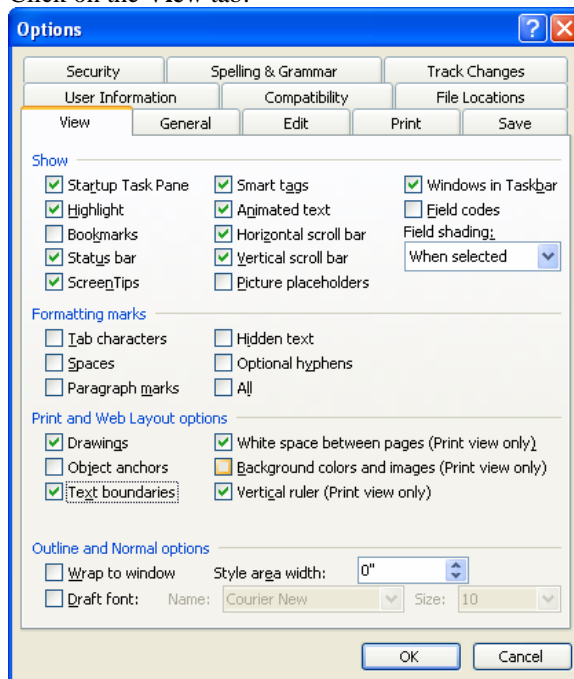 Click on the View tab.
Options
Security Spelling & Grammar Track Changes
User Information Compatibility File Locations
View General Edit Print Save
Show
Startup Task Pane Smart tags Windows in Taskbar
Highlight Animated text Field codes
Bookmarks Horizontal scroll bar Field shading:
Status bar Vertical scroll bar When selected
ScreenTips Picture placeholders
Formatting marks
Tab characters Hidden text
Spaces Optional hyphens
Paragraph marks All
Print and Web Layout options
Drawings White space between pages (Print view only)
Object anchors Background colors and images (Print view only)
Text boundaries Vertical ruler (Print view only)
Outline and Normal options
Wrap to window Style area width: 0"
Draft font: Name: Courier New Size: 10
OK Cancel